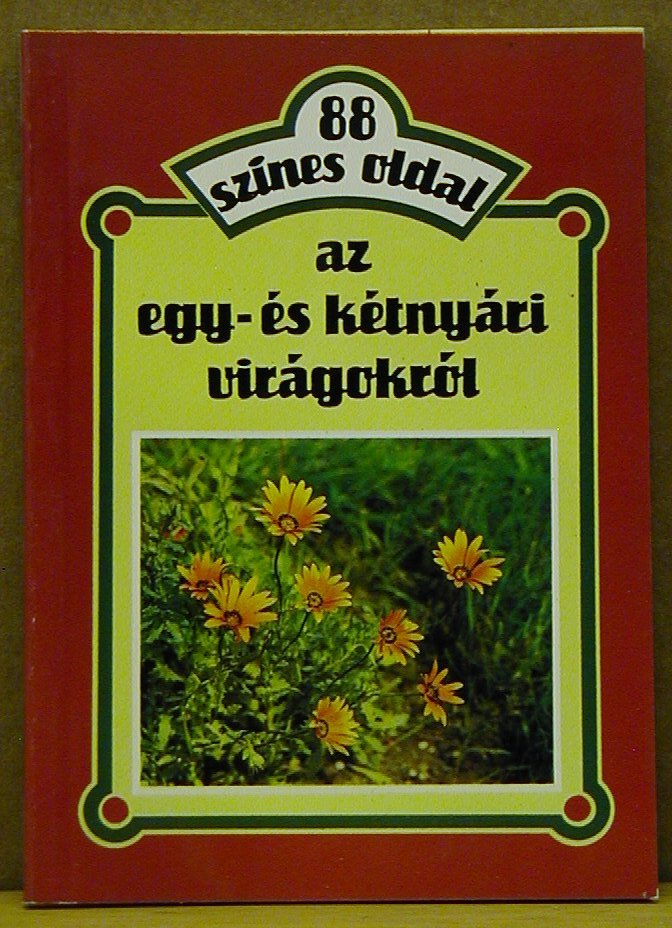 88
színes oldal
az
egy- és kétnyári
virágokról